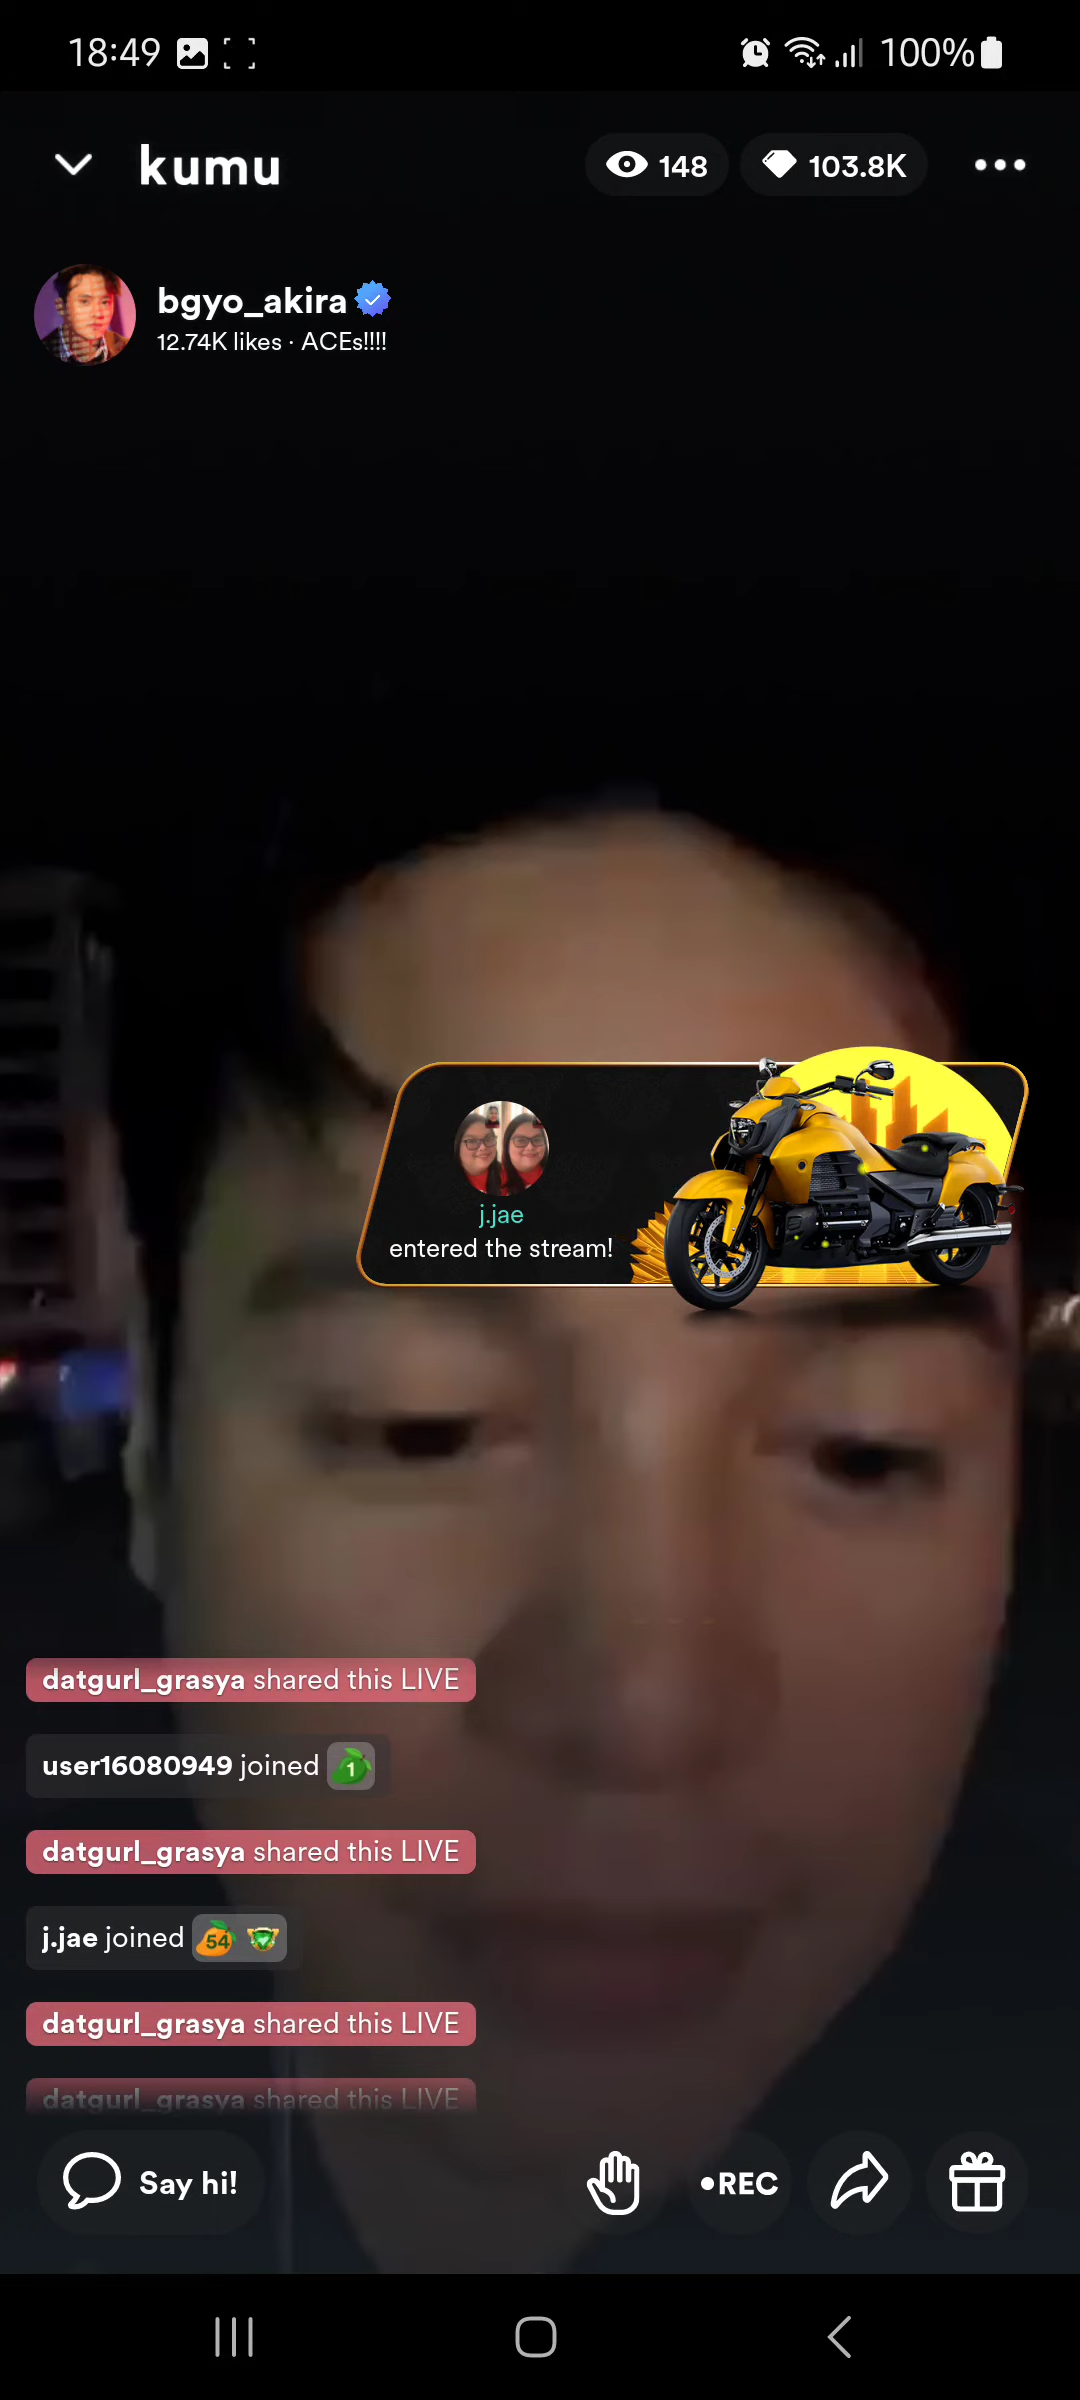 18:49
100%
kumu
148
103.8K
bgyo_akira
12.74K likes · ACEs!!!!
j.jae
entered the stream!
datgurl_grasya shared this LIVE
user16080949 joined 1
datgurl_grasya shared this LIVE
j.jae joined 54
datgurl_grasya shared this LIVE
datgurl_grasya shared this LIVE
Say hi!
•REC